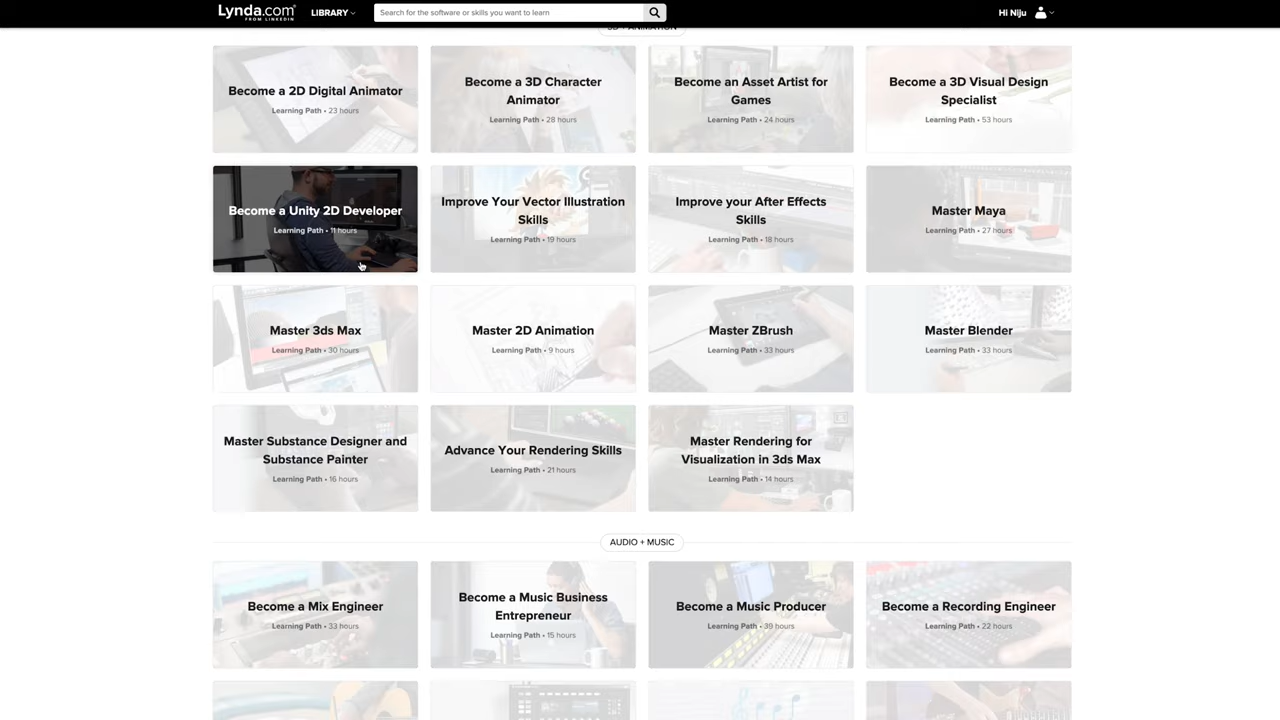 Lynda.com
FROM LINKEDIN
LIBRARY
Search for the software or skills you want to learn
Hi Niju
3D + ANIMATION
Become a 2D Digital Animator
Learning Path • 23 hours
Become a 3D Character
Animator
Learning Path • 28 hours
Become an Asset Artist for
Games
Learning Path • 24 hours
Become a 3D Visual Design
Specialist
Learning Path • 53 hours
Become a Unity 2D Developer
Learning Path • 11 hours
Improve Your Vector Illustration
Skills
Learning Path • 19 hours
Improve your After Effects
Skills
Learning Path • 18 hours
Master Maya
Learning Path • 27 hours
Master 3ds Max
Learning Path • 30 hours
Master 2D Animation
Learning Path • 9 hours
Master ZBrush
Learning Path • 33 hours
Master Blender
Learning Path • 33 hours
Master Substance Designer and
Substance Painter
Learning Path • 16 hours
Advance Your Rendering Skills
Learning Path • 21 hours
Master Rendering for
Visualization in 3ds Max
Learning Path • 14 hours
AUDIO + MUSIC
Become a Mix Engineer
Learning Path • 33 hours
Become a Music Business
Entrepreneur
Learning Path • 15 hours
Become a Music Producer
Learning Path • 39 hours
Become a Recording Engineer
Learning Path • 22 hours